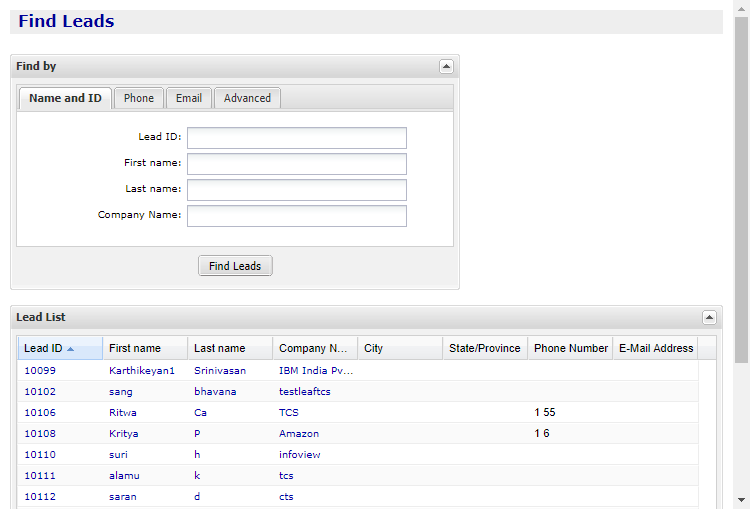 Find Leads
Find by
Name and ID Phone Email Advanced
Lead ID:
First name:
Last name:
Company Name:
Find Leads
Lead List
Lead ID First name Last name Company N... City State/Province Phone Number E-Mail Address
10099 Karthikeyan1 Srinivasan IBM India Pv...
10102 sang bhavana testleaftcs
10106 Ritwa Ca TCS 1 55
10108 Kritya P Amazon 1 6
10110 suri h infoview
10111 alamu k tcs
10112 saran d cts